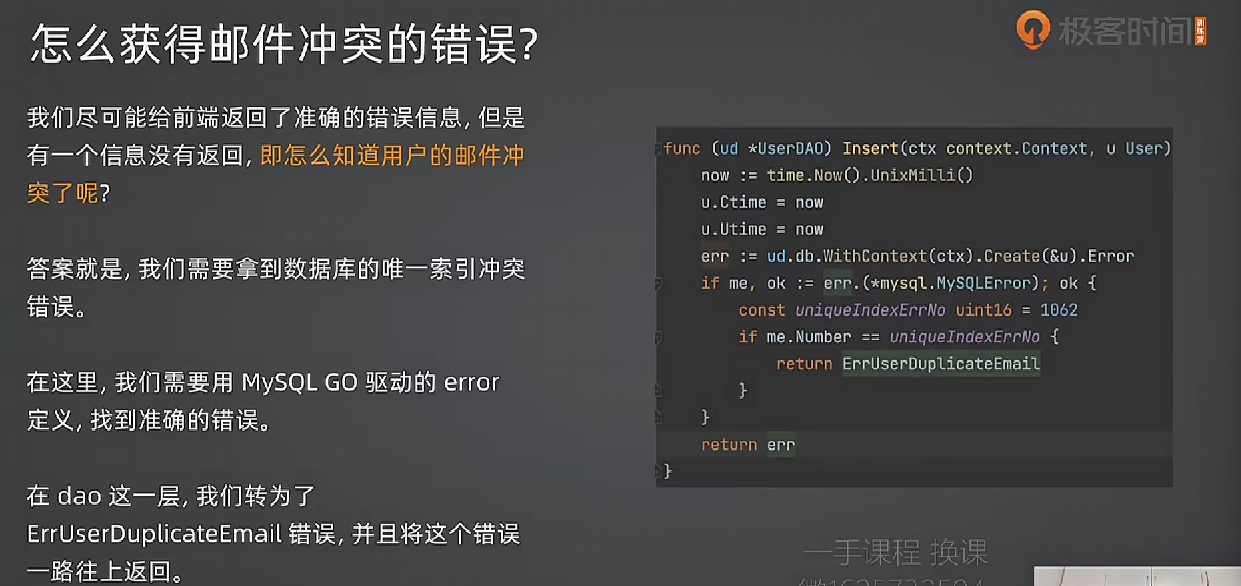 怎么获得邮件冲突的错误?
极客时间
我们尽可能给前端返回了准确的错误信息, 但是
有一个信息没有返回, 即怎么知道用户的邮件冲
突了呢?
答案就是, 我们需要拿到数据库的唯一索引冲突
错误。
在这里, 我们需要用 MySQL GO 驱动的 error
定义, 找到准确的错误。
在 dao 这一层, 我们转为了
ErrUserDuplicateEmail 错误, 并且将这个错误
一路往上返回。
func (ud *UserDAO) Insert(ctx context.Context, u User)
now := time.Now().UnixMilli()
u.Ctime = now
u.Utime = now
err := ud.db.WithContext(ctx).Create(&u).Error
if me, ok := err.(*mysql.MySQLError); ok {
const uniqueIndexErrNo uint16 = 1062
if me.Number == uniqueIndexErrNo {
return ErrUserDuplicateEmail
}
}
return err
}
一手课程 换课